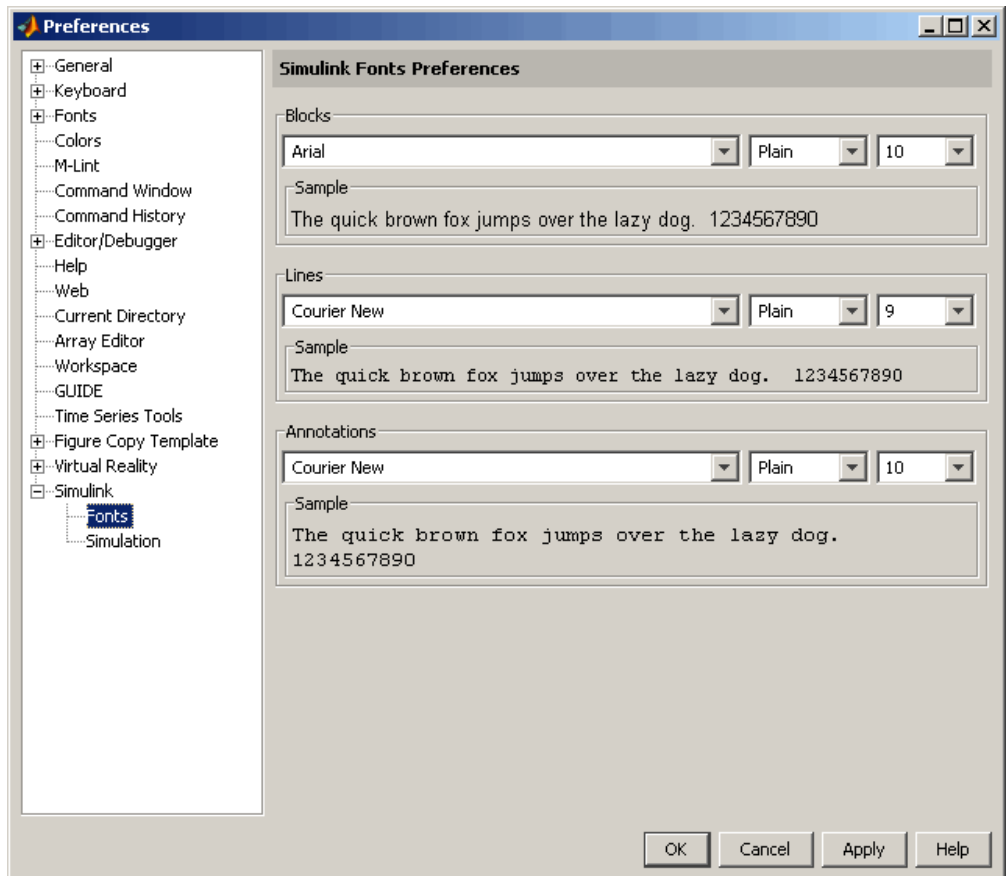 Preferences
General
Keyboard
Fonts
Colors
M-Lint
Command Window
Command History
Editor/Debugger
Help
Web
Current Directory
Array Editor
Workspace
GUIDE
Time Series Tools
Figure Copy Template
Virtual Reality
Simulink
Fonts
Simulation
Simulink Fonts Preferences
Blocks
Arial Plain 10
Sample
The quick brown fox jumps over the lazy dog. 1234567890
Lines
Courier New Plain 9
Sample
The quick brown fox jumps over the lazy dog. 1234567890
Annotations
Courier New Plain 10
Sample
The quick brown fox jumps over the lazy dog.
1234567890
OK Cancel Apply Help